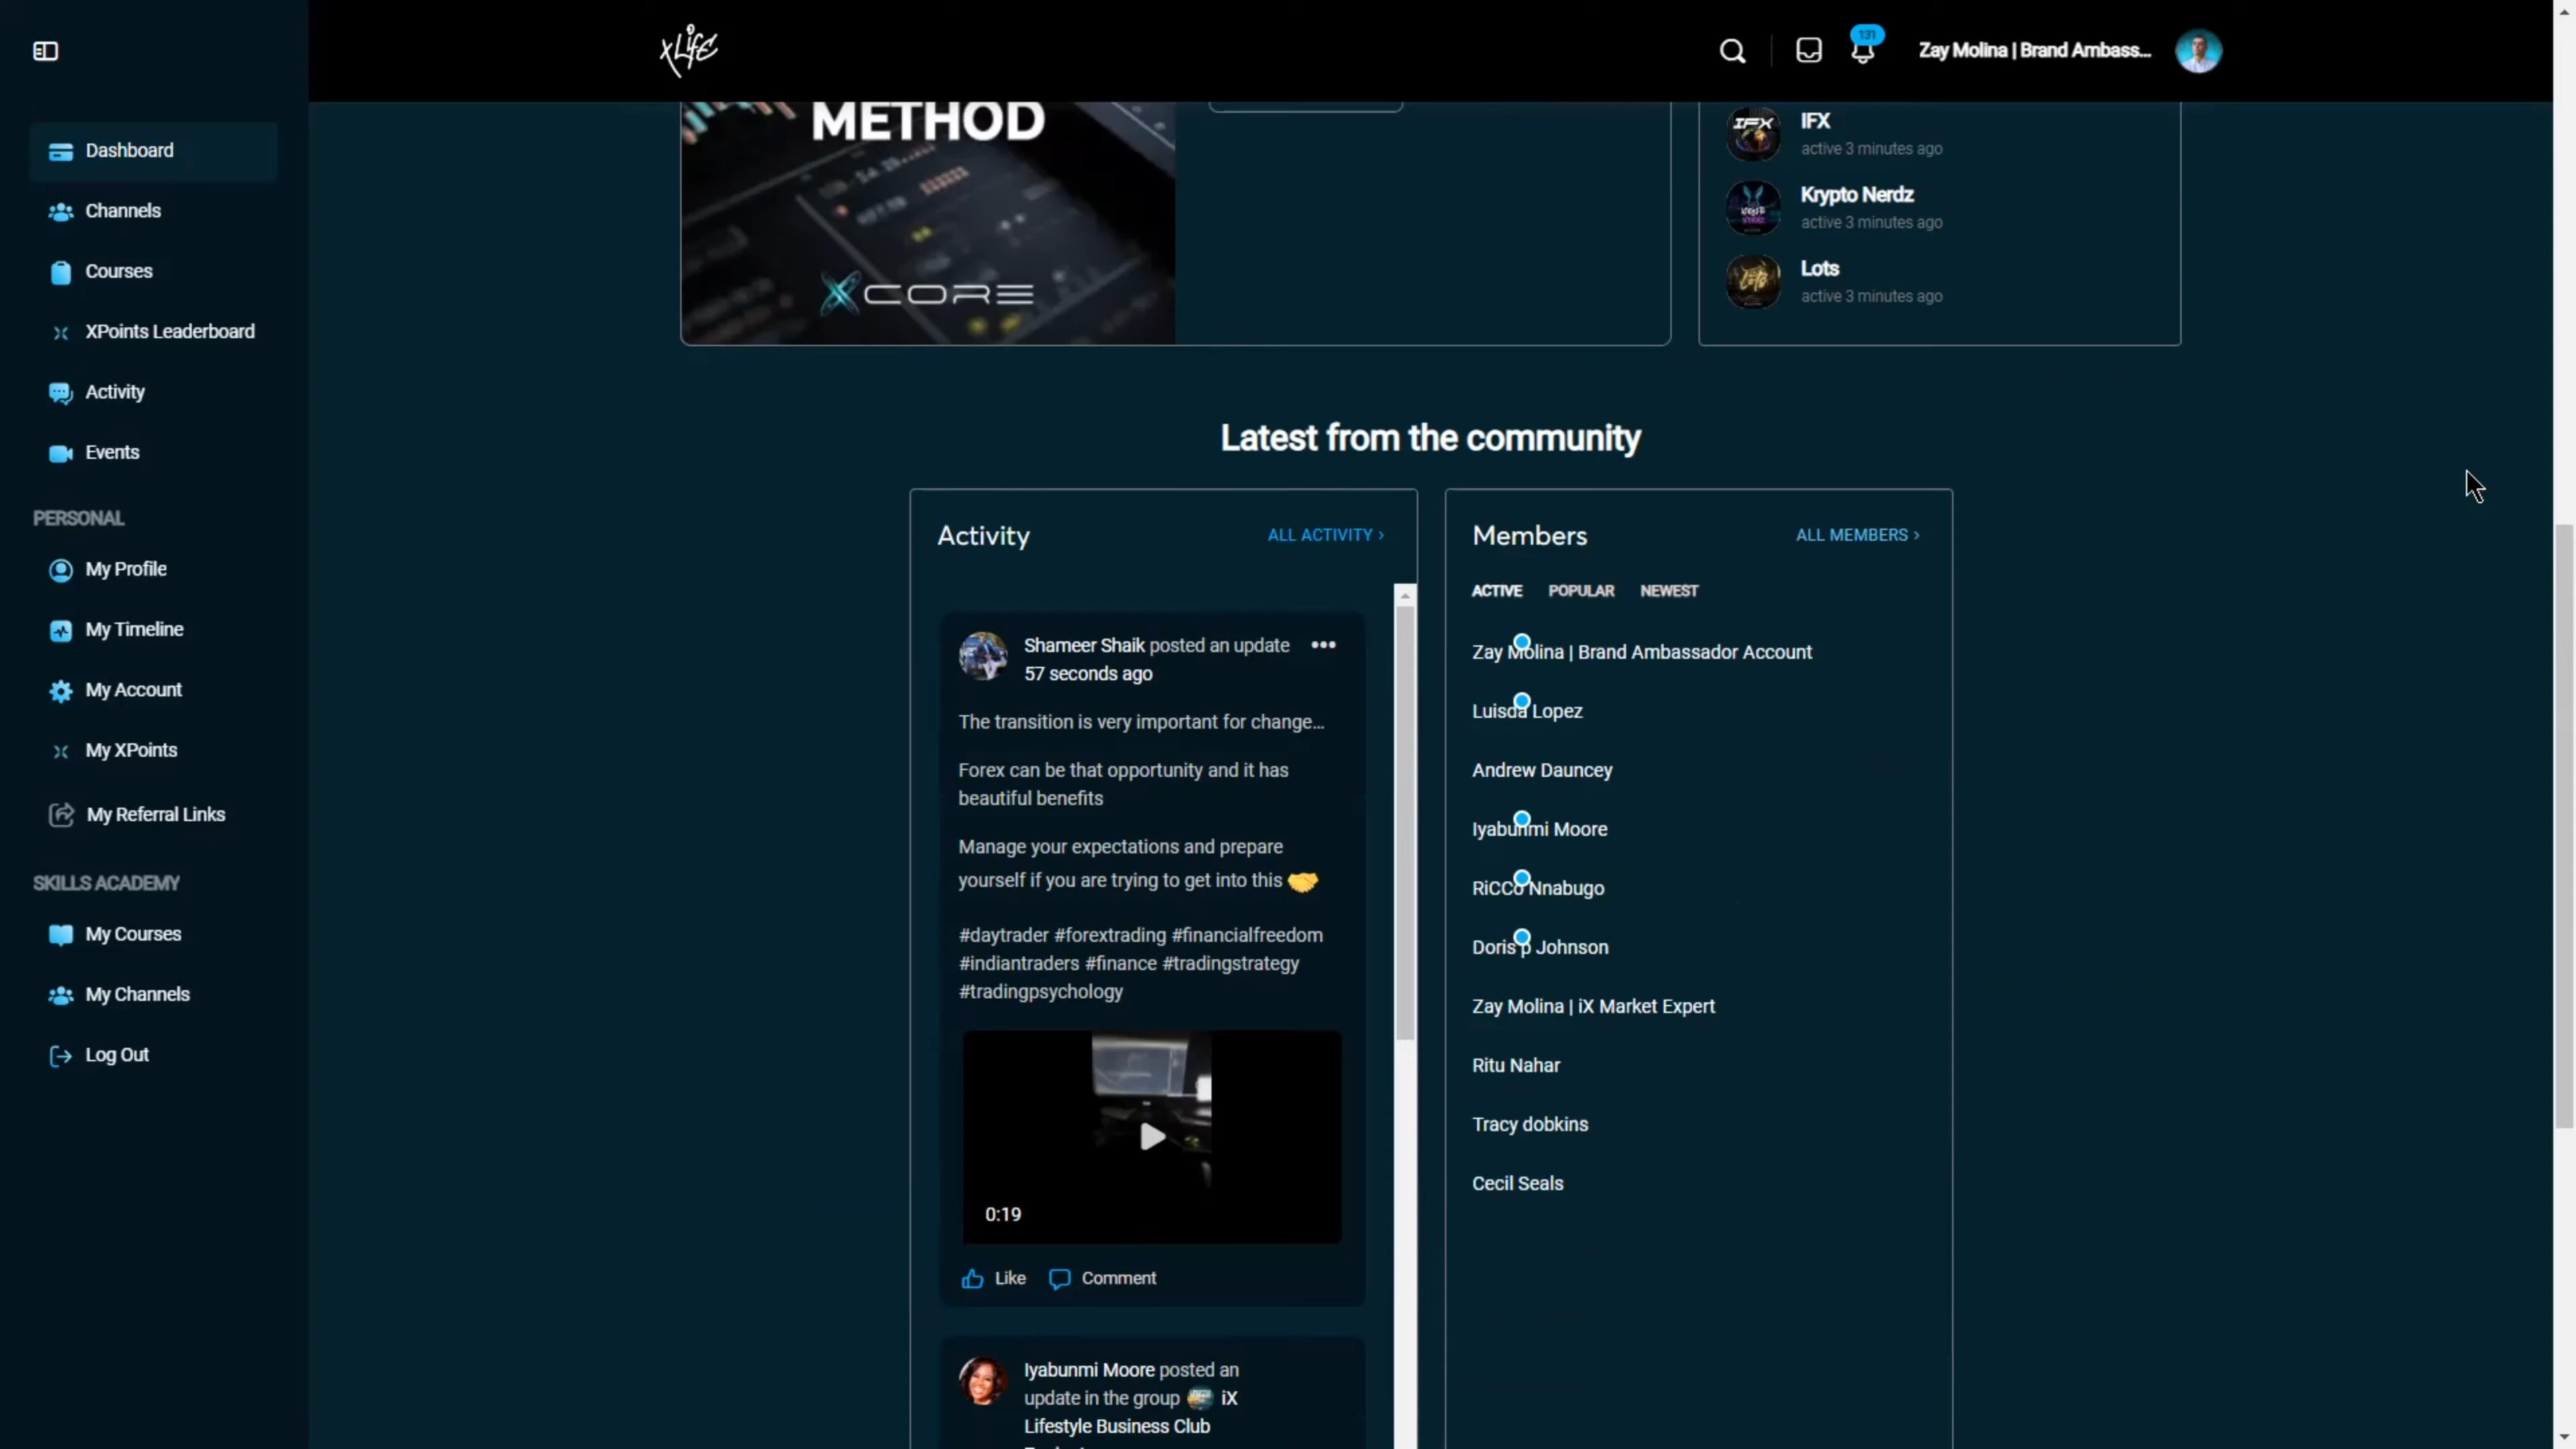 xLife
131
Zay Molina | Brand Ambass...
Dashboard
Channels
Courses
XPoints Leaderboard
Activity
Events
PERSONAL
My Profile
My Timeline
My Account
My XPoints
My Referral Links
SKILLS ACADEMY
My Courses
My Channels
Log Out
METHOD
XCORE
IFX
IFX
active 3 minutes ago
Krypto Nerdz
active 3 minutes ago
Lots
Lots
active 3 minutes ago
Latest from the community
Activity
ALL ACTIVITY >
Shameer Shaik posted an update
57 seconds ago
The transition is very important for change...
Forex can be that opportunity and it has
beautiful benefits
Manage your expectations and prepare
yourself if you are trying to get into this 🤝
#daytrader #forextrading #financialfreedom
#indiantraders #finance #tradingstrategy
#tradingpsychology
0:19
Like
Comment
Iyabunmi Moore posted an
update in the group iX
Lifestyle Business Club
Members
ALL MEMBERS >
ACTIVE POPULAR NEWEST
Zay Molina | Brand Ambassador Account
Luisda Lopez
Andrew Dauncey
Iyabunmi Moore
RiCCo Nnabugo
Doris p Johnson
Zay Molina | iX Market Expert
Ritu Nahar
Tracy dobkins
Cecil Seals